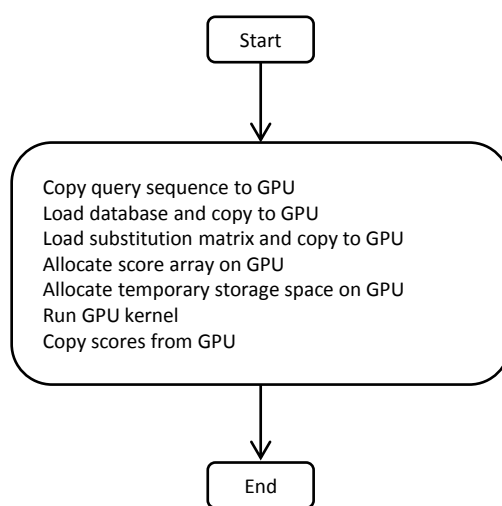 Start
Copy query sequence to GPU
Load database and copy to GPU
Load substitution matrix and copy to GPU
Allocate score array on GPU
Allocate temporary storage space on GPU
Run GPU kernel
Copy scores from GPU
End